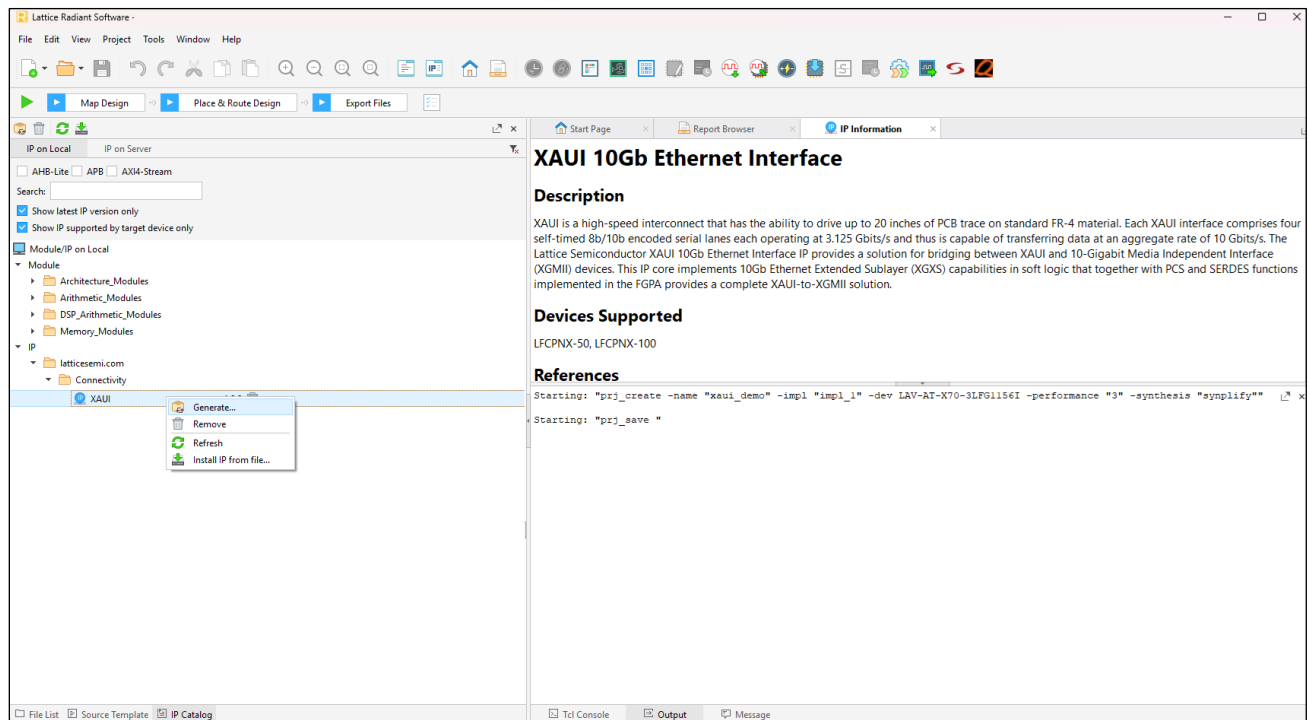 Lattice Radiant Software -
File Edit View Project Tools Window Help
Map Design Place & Route Design Export Files
IP on Local IP on Server
AHB-Lite APB AXI4-Stream
Search:
Show latest IP version only
Show IP supported by target device only
Module/IP on Local
Module
Architecture_Modules
Arithmetic_Modules
DSP_Arithmetic_Modules
Memory_Modules
IP
latticesemi.com
Connectivity
XAUI
Generate...
Remove
Refresh
Install IP from file...
File List Source Template IP Catalog
Start Page Report Browser IP Information
XAUI 10Gb Ethernet Interface
Description
XAUI is a high-speed interconnect that has the ability to drive up to 20 inches of PCB trace on standard FR-4 material. Each XAUI interface comprises four
self-timed 8b/10b encoded serial lanes each operating at 3.125 Gbits/s and thus is capable of transferring data at an aggregate rate of 10 Gbits/s. The
Lattice Semiconductor XAUI 10Gb Ethernet Interface IP provides a solution for bridging between XAUI and 10-Gigabit Media Independent Interface
(XGMII) devices. This IP core implements 10Gb Ethernet Extended Sublayer (XGXS) capabilities in soft logic that together with PCS and SERDES functions
implemented in the FGPA provides a complete XAUI-to-XGMII solution.
Devices Supported
LFCPNX-50, LFCPNX-100
References
Starting: "prj_create -name "xaui_demo" -impl "impl_1" -dev LAV-AT-X70-3LFG1156I -performance "3" -synthesis "synplify""
Starting: "prj_save "
Tcl Console Output Message